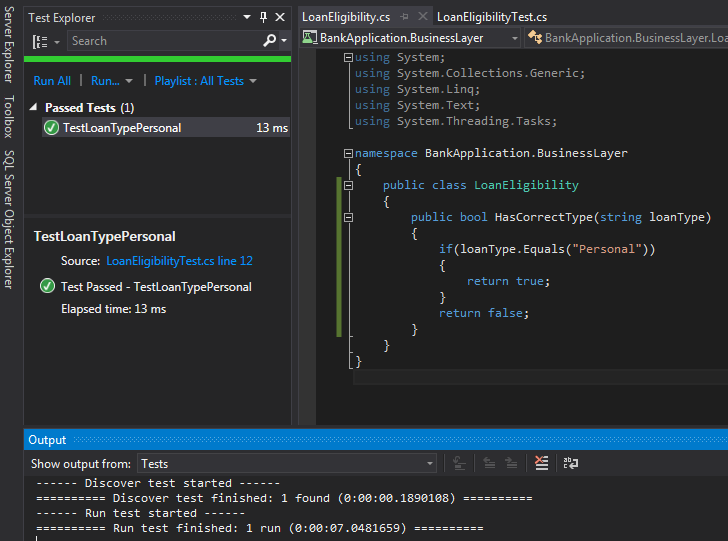 Server Explorer
Toolbox
SQL Server Object Explorer
Test Explorer
Search
Run All | Run... | Playlist : All Tests
Passed Tests (1)
TestLoanTypePersonal 13 ms
TestLoanTypePersonal
Source: LoanEligibilityTest.cs line 12
Test Passed - TestLoanTypePersonal
Elapsed time: 13 ms
LoanEligibility.cs LoanEligibilityTest.cs
BankApplication.BusinessLayer BankApplication.BusinessLayer.Loa
using System;
using System.Collections.Generic;
using System.Linq;
using System.Text;
using System.Threading.Tasks;
namespace BankApplication.BusinessLayer
{
public class LoanEligibility
{
public bool HasCorrectType(string loanType)
{
if(loanType.Equals("Personal"))
{
return true;
}
return false;
}
}
}
Output
Show output from: Tests
------ Discover test started ------
========== Discover test finished: 1 found (0:00:00.1890108) ==========
------ Run test started ------
========== Run test finished: 1 run (0:00:07.0481659) ==========